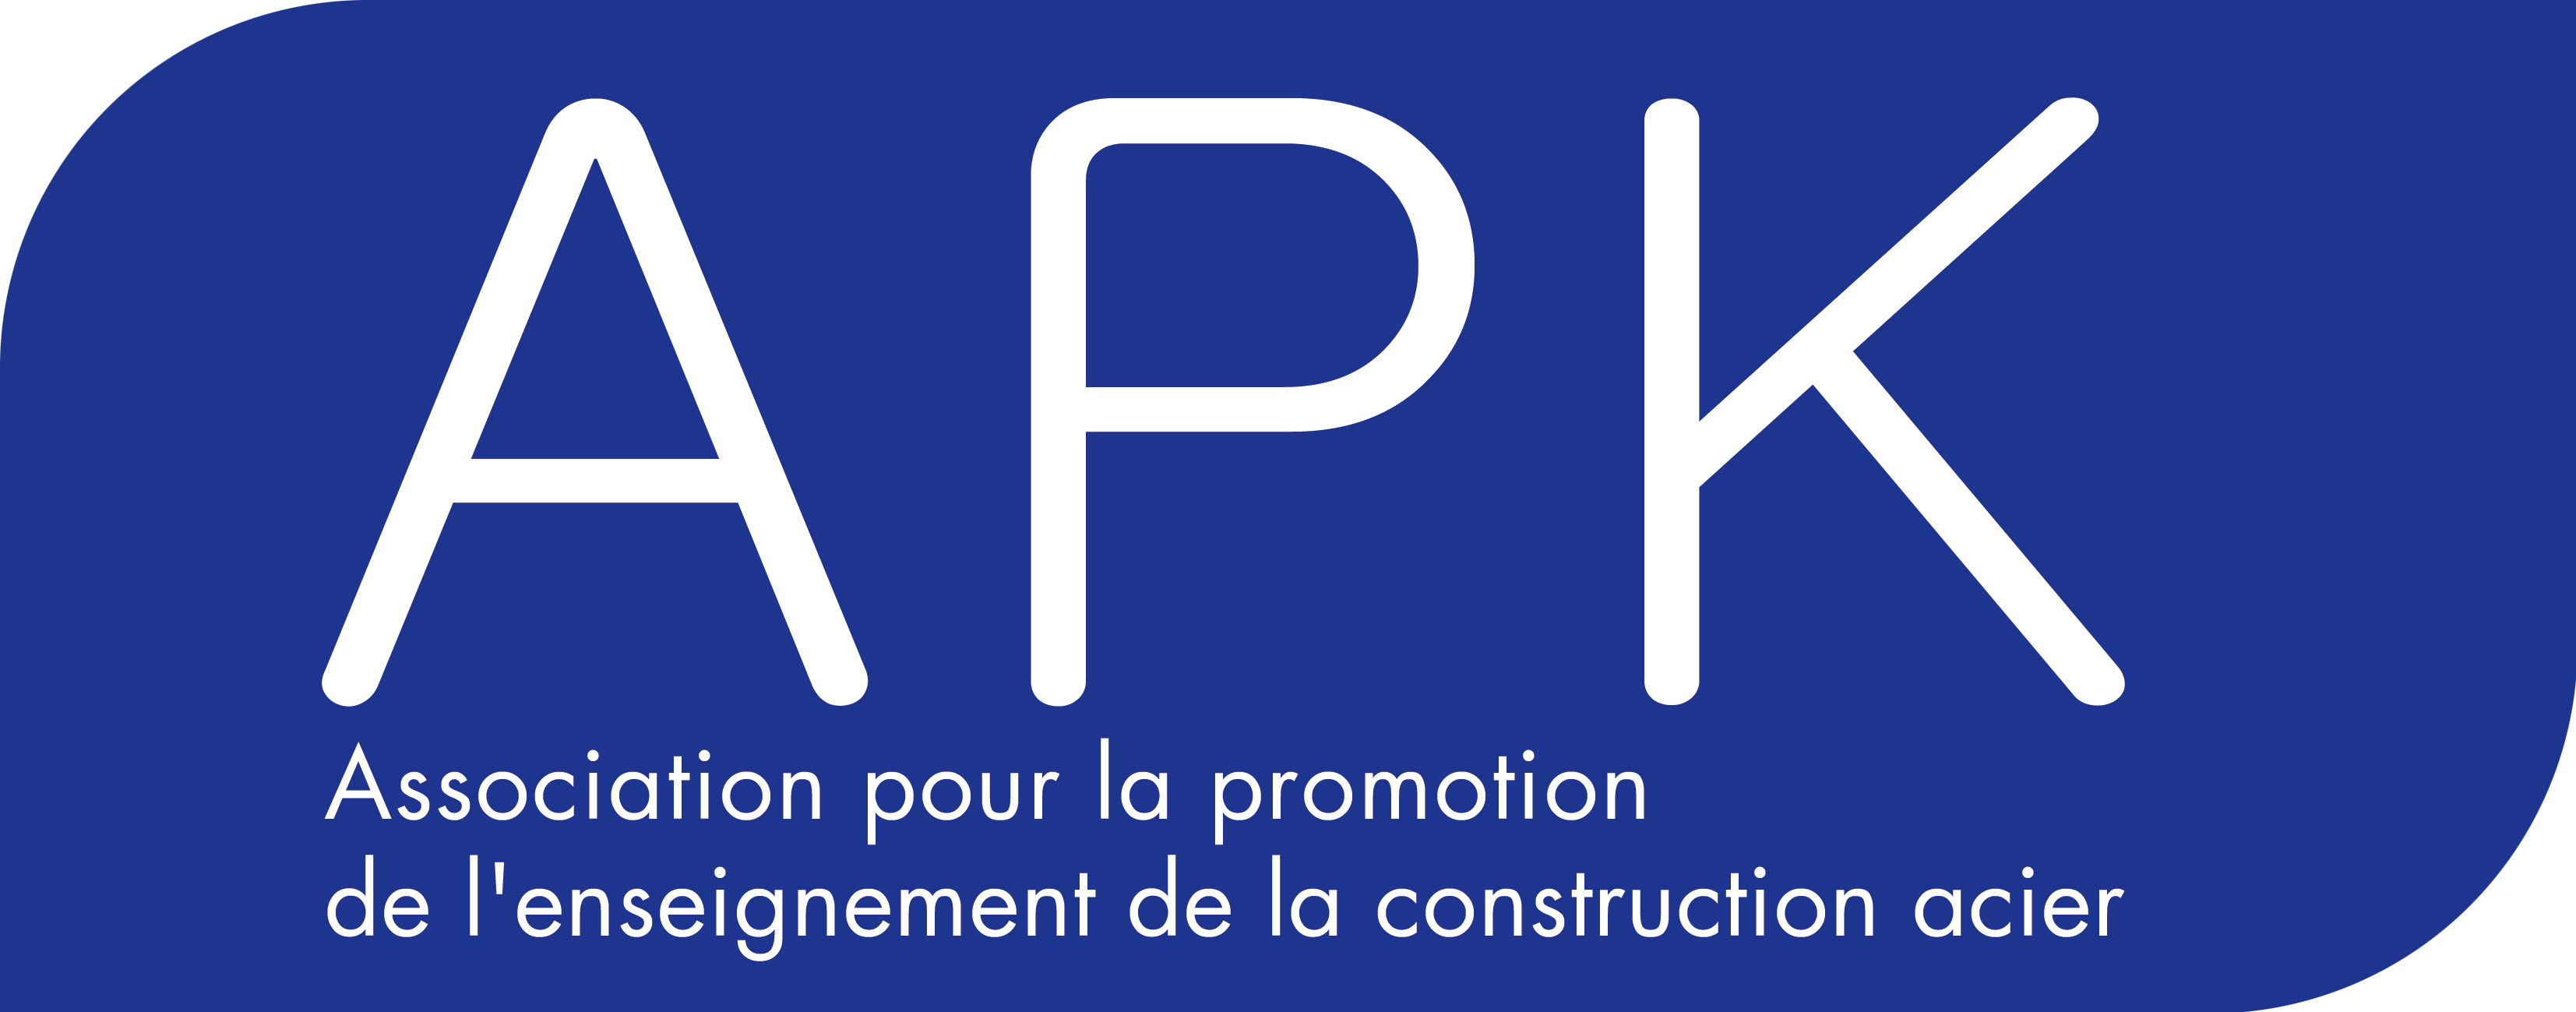 APK
Association pour la promotion
de l'enseignement de la construction acier